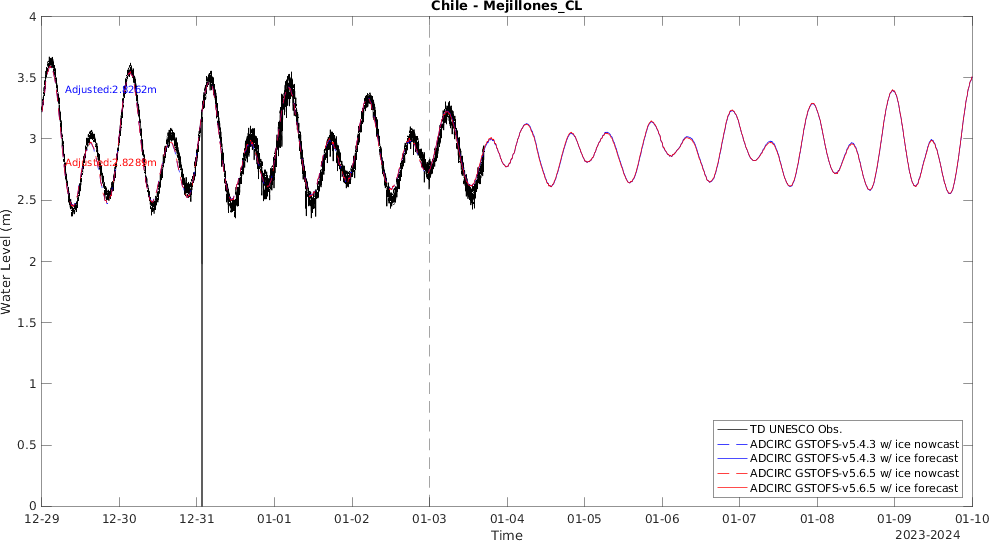 Chile - Mejillones_CL
4
3.5
3
2.5
2
1.5
1
0.5
0
Water Level (m)
Adjusted:2.8262m
Adjusted:2.8289m
TD UNESCO Obs.
ADCIRC GSTOFS-v5.4.3 w/ ice nowcast
ADCIRC GSTOFS-v5.4.3 w/ ice forecast
ADCIRC GSTOFS-v5.6.5 w/ ice nowcast
ADCIRC GSTOFS-v5.6.5 w/ ice forecast
12-29 12-30 12-31 01-01 01-02 01-03 01-04 01-05 01-06 01-07 01-08 01-09 01-10
Time
2023-2024